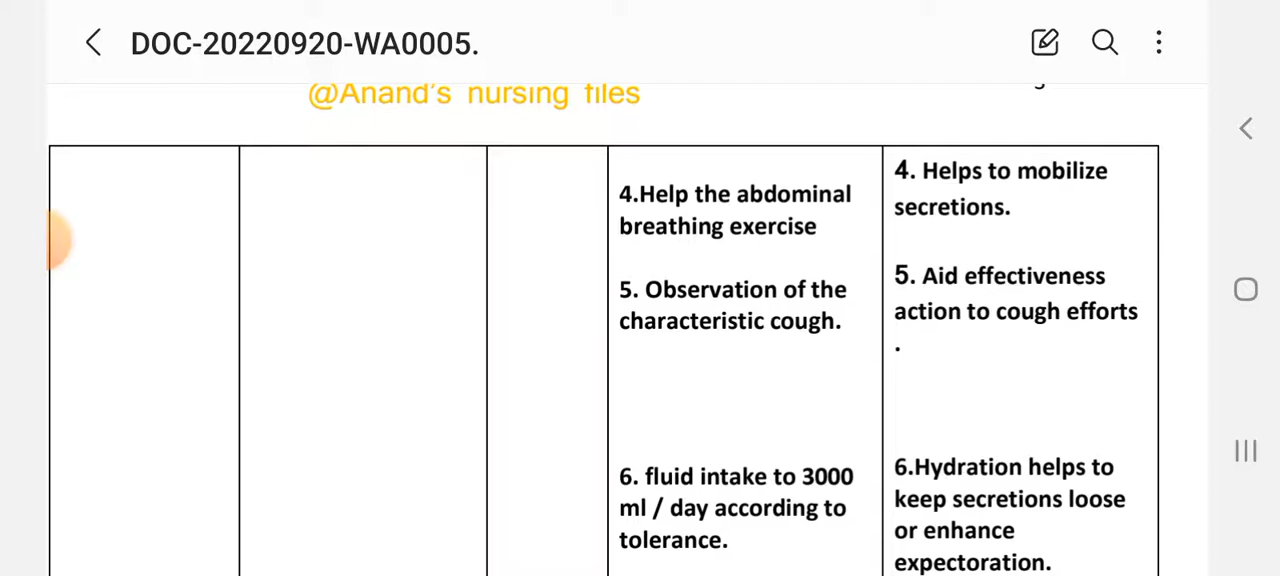 DOC-20220920-WA0005.
@Anand's nursing files
4.Help the abdominal
breathing exercise
5. Observation of the
characteristic cough.
6. fluid intake to 3000
ml / day according to
tolerance.
4. Helps to mobilize
secretions.
5. Aid effectiveness
action to cough efforts
.
6.Hydration helps to
keep secretions loose
or enhance
expectoration.